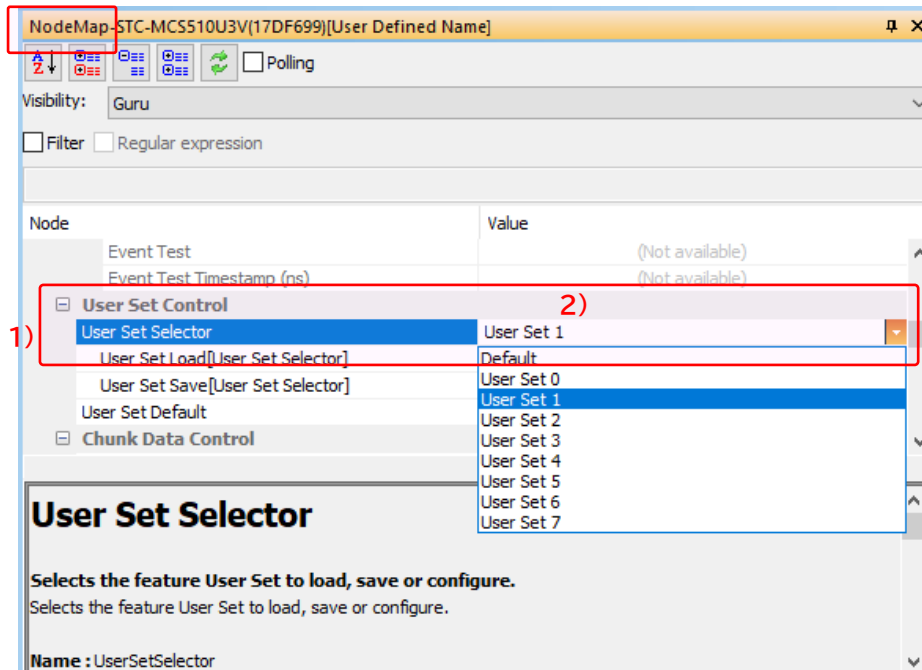 NodeMap-STC-MCS510U3V(17DF699)[User Defined Name]
Polling
Visibility: Guru
Filter Regular expression
Node Value
Event Test (Not available)
Event Test Timestamp (ns) (Not available)
User Set Control 2)
1) User Set Selector User Set 1
User Set Load[User Set Selector] Default
User Set Save[User Set Selector] User Set 0
User Set 1
User Set Default User Set 2
User Set 3
Chunk Data Control User Set 4
User Set 5
User Set 6
User Set 7
User Set Selector
Selects the feature User Set to load, save or configure.
Selects the feature User Set to load, save or configure.
Name : UserSetSelector